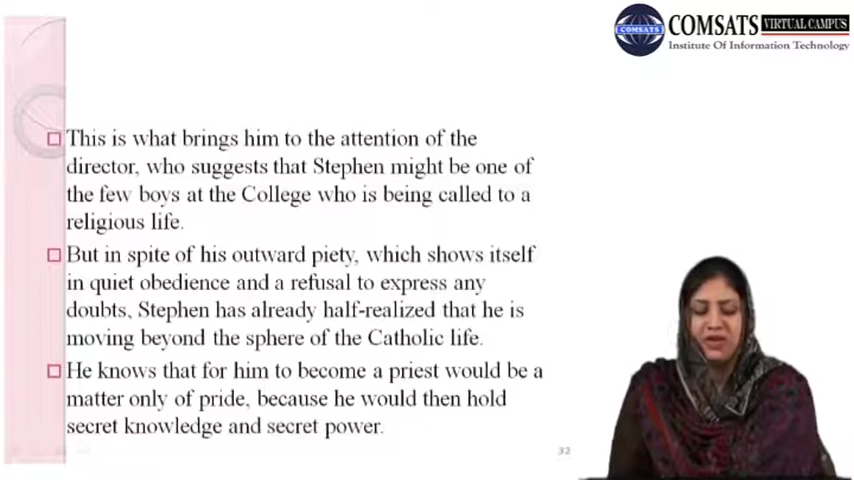 COMSATS
COMSATS VIRTUAL CAMPUS
Institute Of Information Technology
This is what brings him to the attention of the
director, who suggests that Stephen might be one of
the few boys at the College who is being called to a
religious life.
But in spite of his outward piety, which shows itself
in quiet obedience and a refusal to express any
doubts, Stephen has already half-realized that he is
moving beyond the sphere of the Catholic life.
He knows that for him to become a priest would be a
matter only of pride, because he would then hold
secret knowledge and secret power.
32